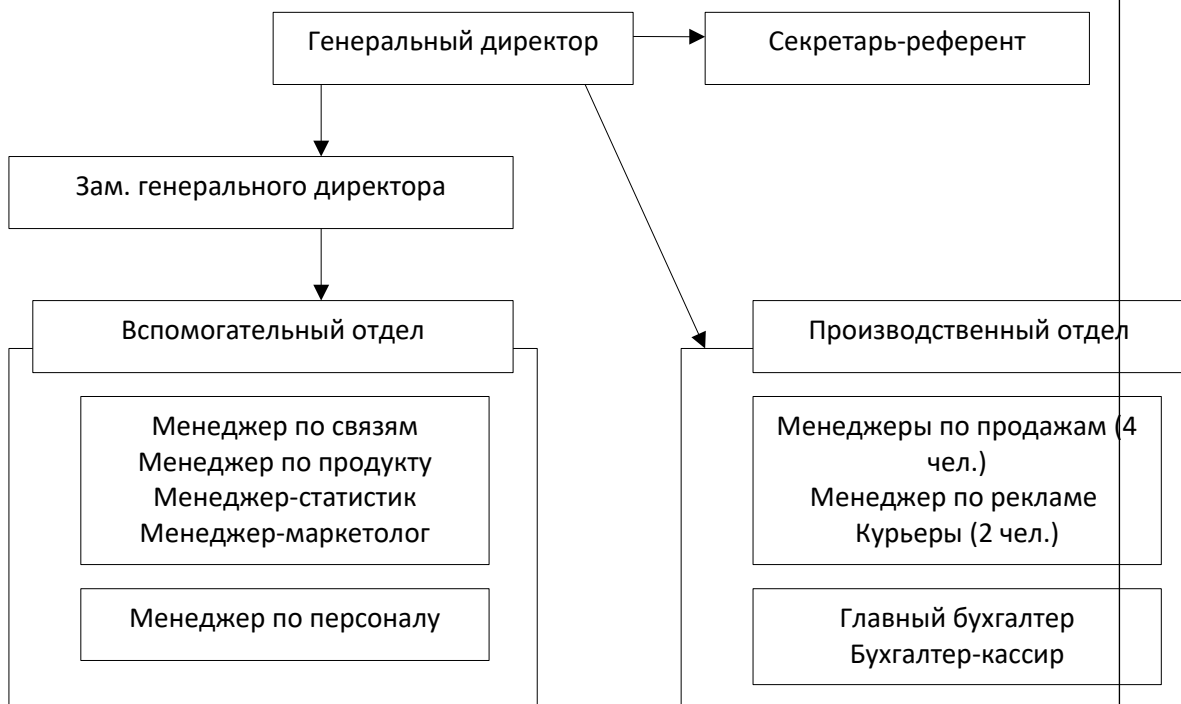 Генеральный директор
Секретарь-референт
Зам. генерального директора
Вспомогательный отдел
Производственный отдел
Менеджер по связям
Менеджер по продукту
Менеджер-статистик
Менеджер-маркетолог
Менеджеры по продажам (4
чел.)
Менеджер по рекламе
Курьеры (2 чел.)
Менеджер по персоналу
Главный бухгалтер
Бухгалтер-кассир